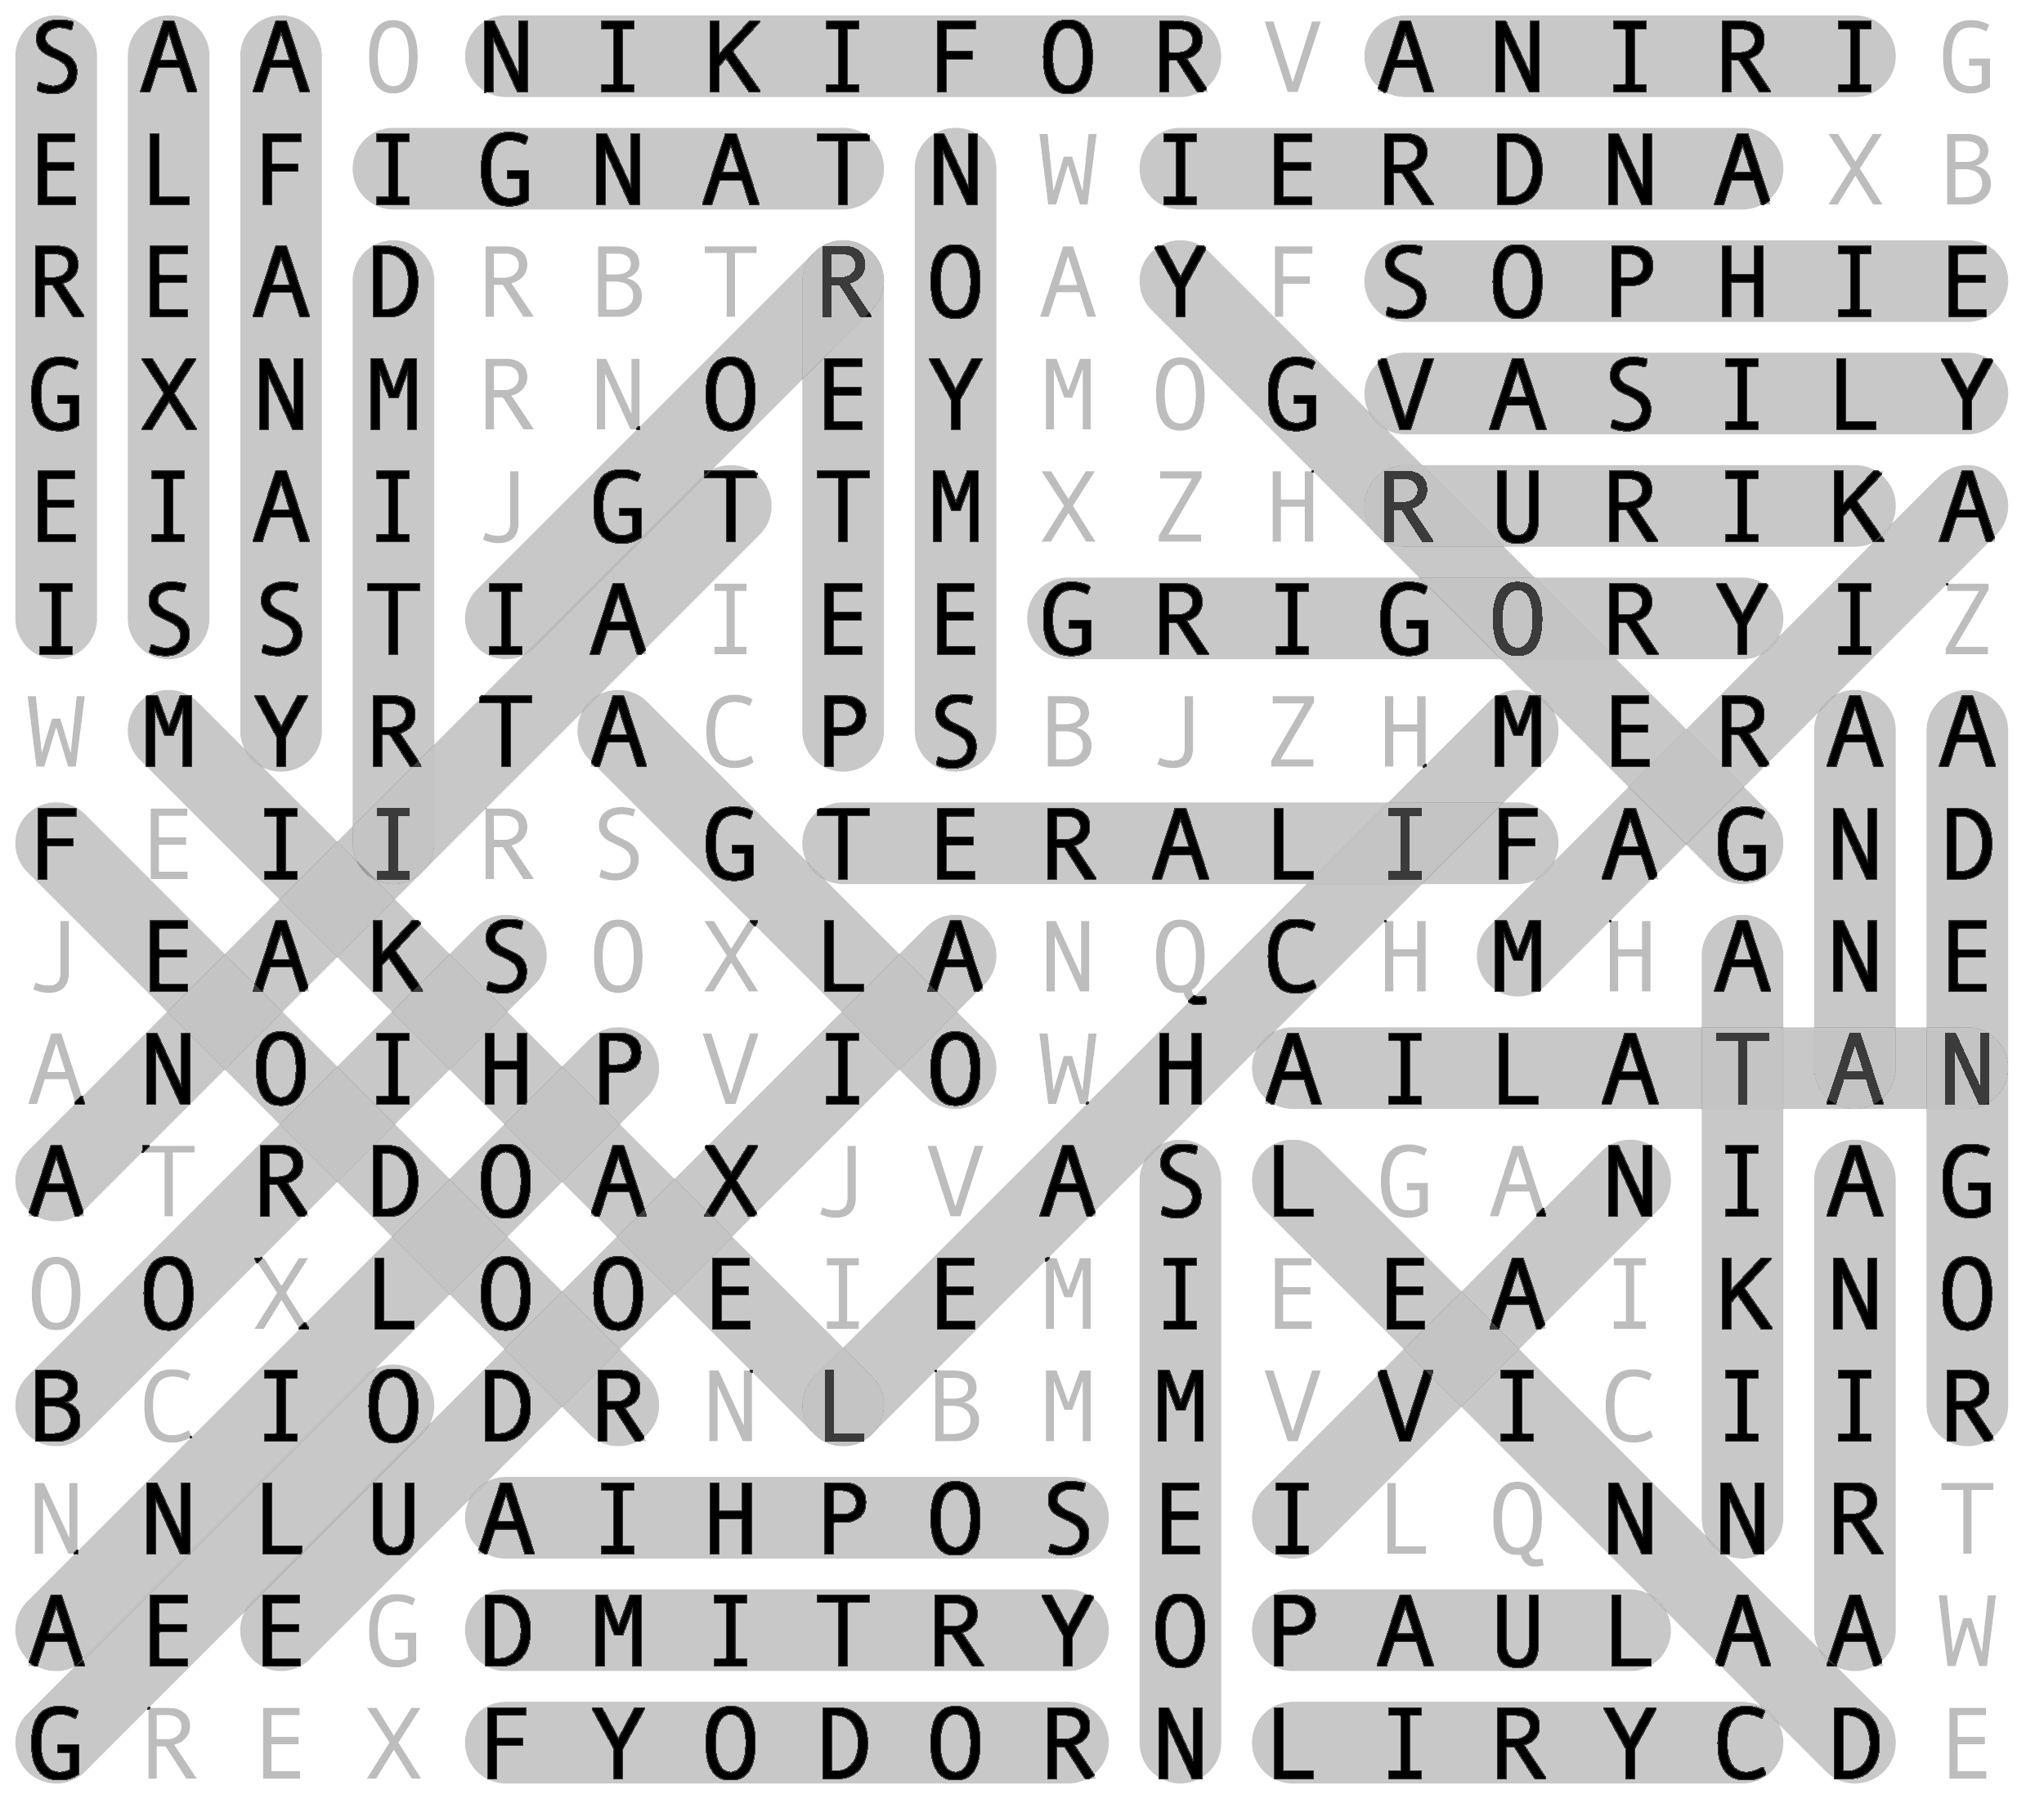 S A A O N I K I F O R V A N I R I G
E L F I G N A T N W I E R D N A X B
R E A D R B T R O A Y F S O P H I E
G X N M R N O E Y M O G V A S I L Y
E I A I J G T T M X Z H R U R I K A
I S S T I A I E E G R I G O R Y I Z
W M Y R T A C P S B J Z H M E R A A
F E I I R S G T E R A L I F A G N D
J E A K S O X L A N Q C H M H A N E
A N O I H P V I O W H A I L A T A N
A T R D O A X J V A S L G A N I A G
O O X L O O E I E M I E E A I K N O
B C I O D R N L B M M V V I C I I R
N N L U A I H P O S E I L Q N N R T
A E E G D M I T R Y O P A U L A A W
G R E X F Y O D O R N L I R Y C D E